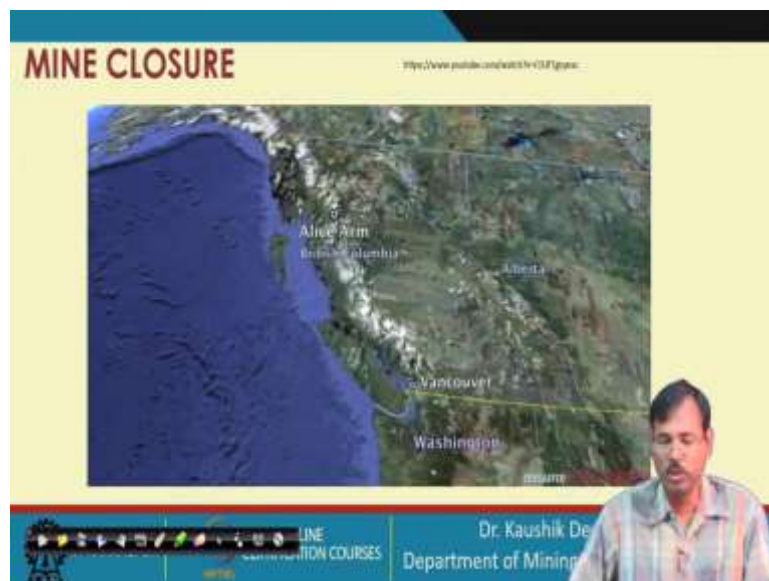 MINE CLOSURE
Alice Arm
British Columbia
Alberta
Vancouver
Washington
LINE
CERTIFICATION COURSES
Dr. Kaushik De
Department of Mining